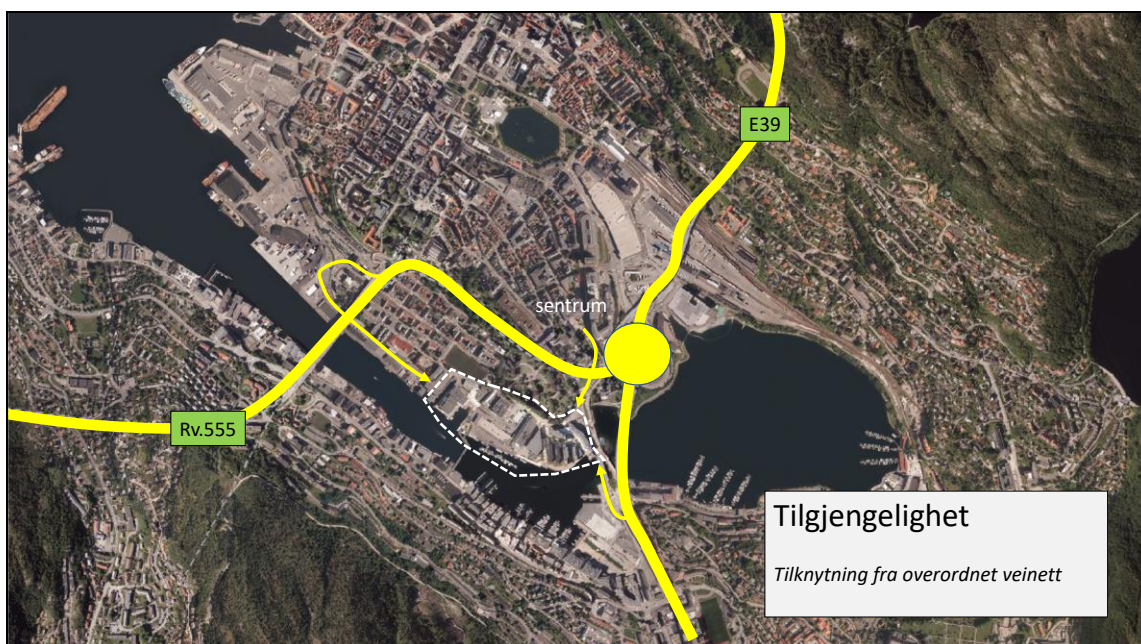 E39
sentrum
Rv.555
Tilgjengelighet
Tilknytning fra overordnet veinett